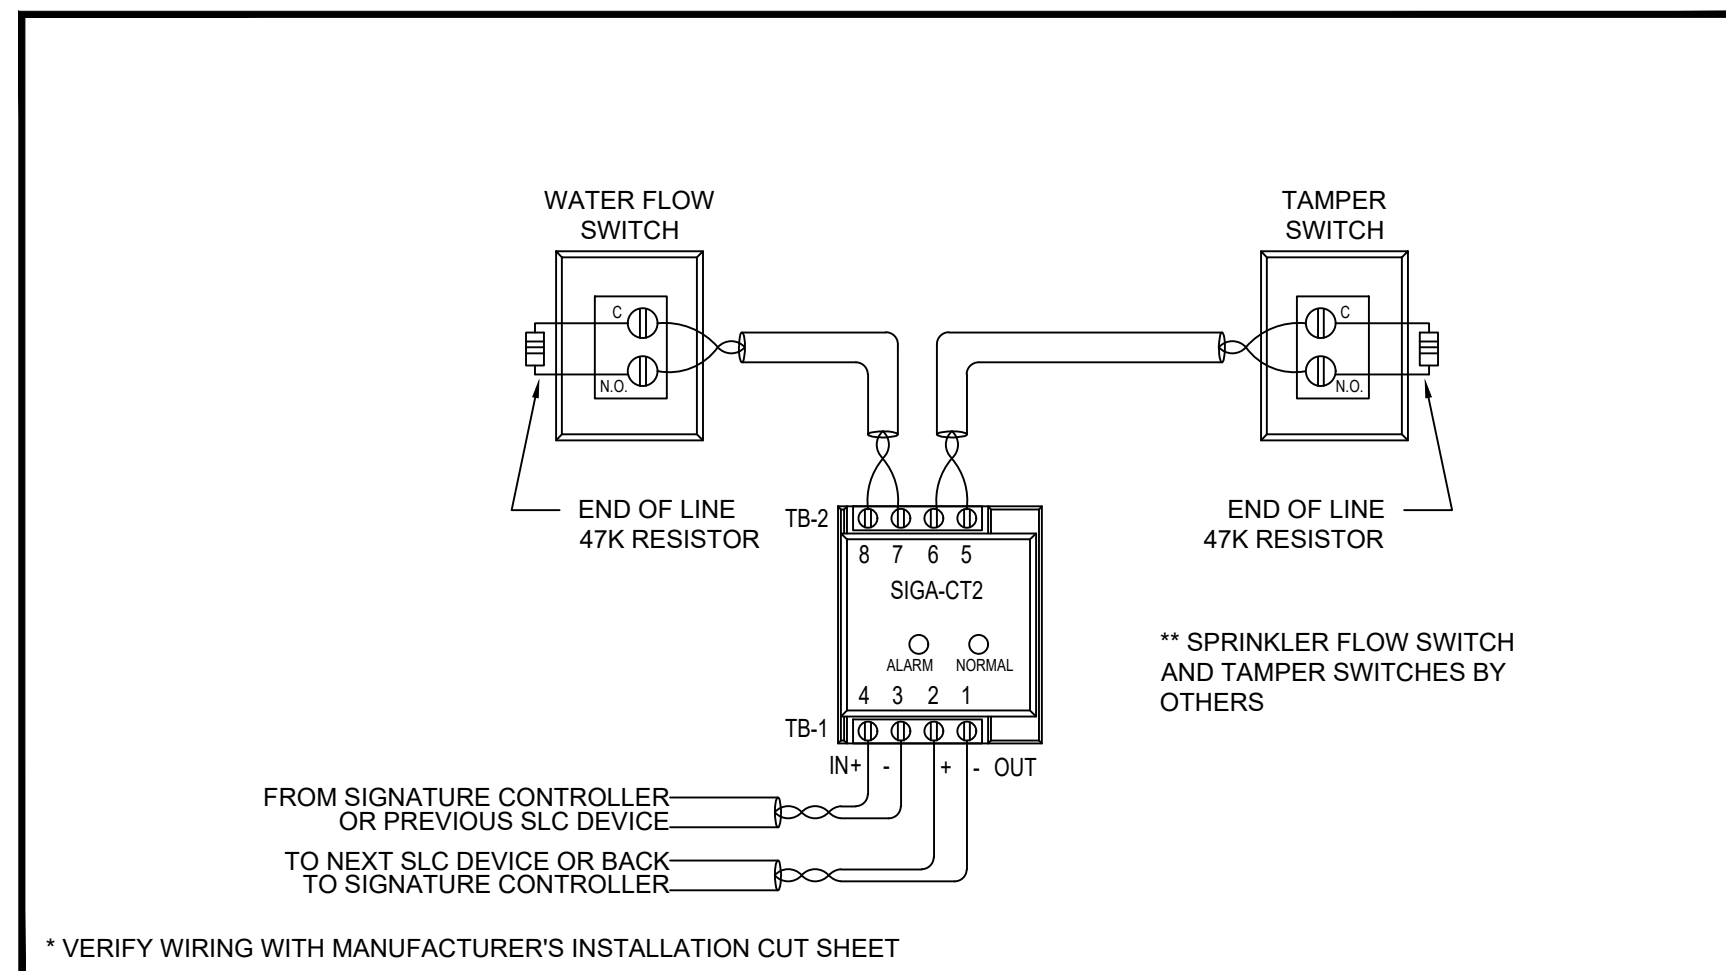 WATER FLOW
SWITCH
TAMPER
SWITCH
C
N.O.
C
N.O.
END OF LINE
47K RESISTOR
END OF LINE
47K RESISTOR
TB-2
8 7 6 5
SIGA-CT2
ALARM NORMAL
4 3 2 1
TB-1
IN+ - + - OUT
** SPRINKLER FLOW SWITCH
AND TAMPER SWITCHES BY
OTHERS
FROM SIGNATURE CONTROLLER
OR PREVIOUS SLC DEVICE
TO NEXT SLC DEVICE OR BACK
TO SIGNATURE CONTROLLER
* VERIFY WIRING WITH MANUFACTURER'S INSTALLATION CUT SHEET